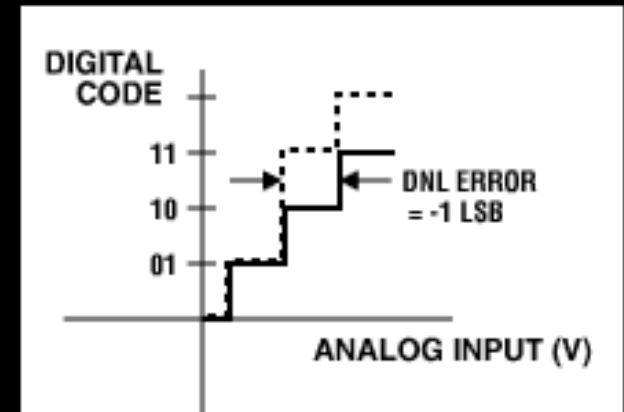 DIGITAL
CODE
11
10
01
DNL ERROR
= -1 LSB
ANALOG INPUT (V)